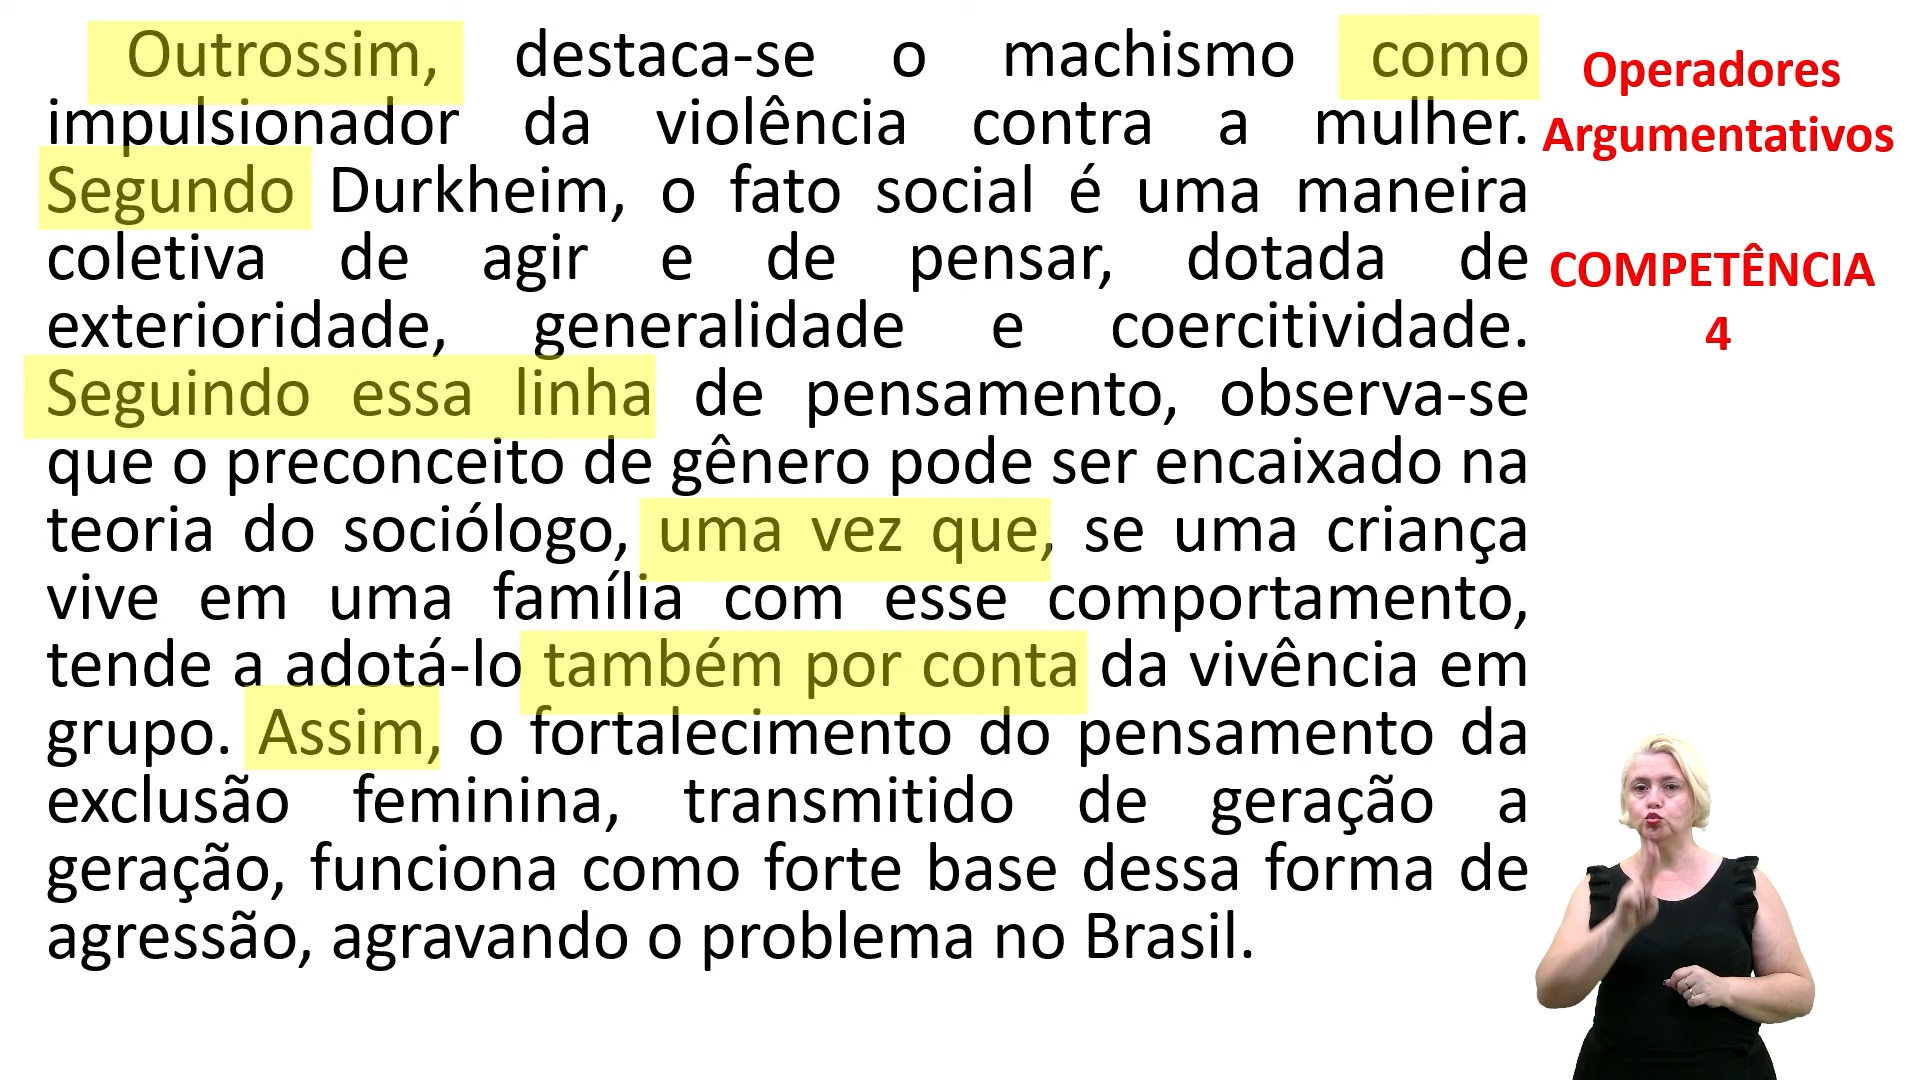 Outrossim, destaca-se o machismo como
impulsionador da violência contra a mulher.
Segundo Durkheim, o fato social é uma maneira
coletiva de agir e de pensar, dotada de
exterioridade, generalidade e coercitividade.
Seguindo essa linha de pensamento, observa-se
que o preconceito de gênero pode ser encaixado na
teoria do sociólogo, uma vez que, se uma criança
vive em uma família com esse comportamento,
tende a adotá-lo também por conta da vivência em
grupo. Assim, o fortalecimento do pensamento da
exclusão feminina, transmitido de geração a
geração, funciona como forte base dessa forma de
agressão, agravando o problema no Brasil.
Operadores
Argumentativos
COMPETÊNCIA
4